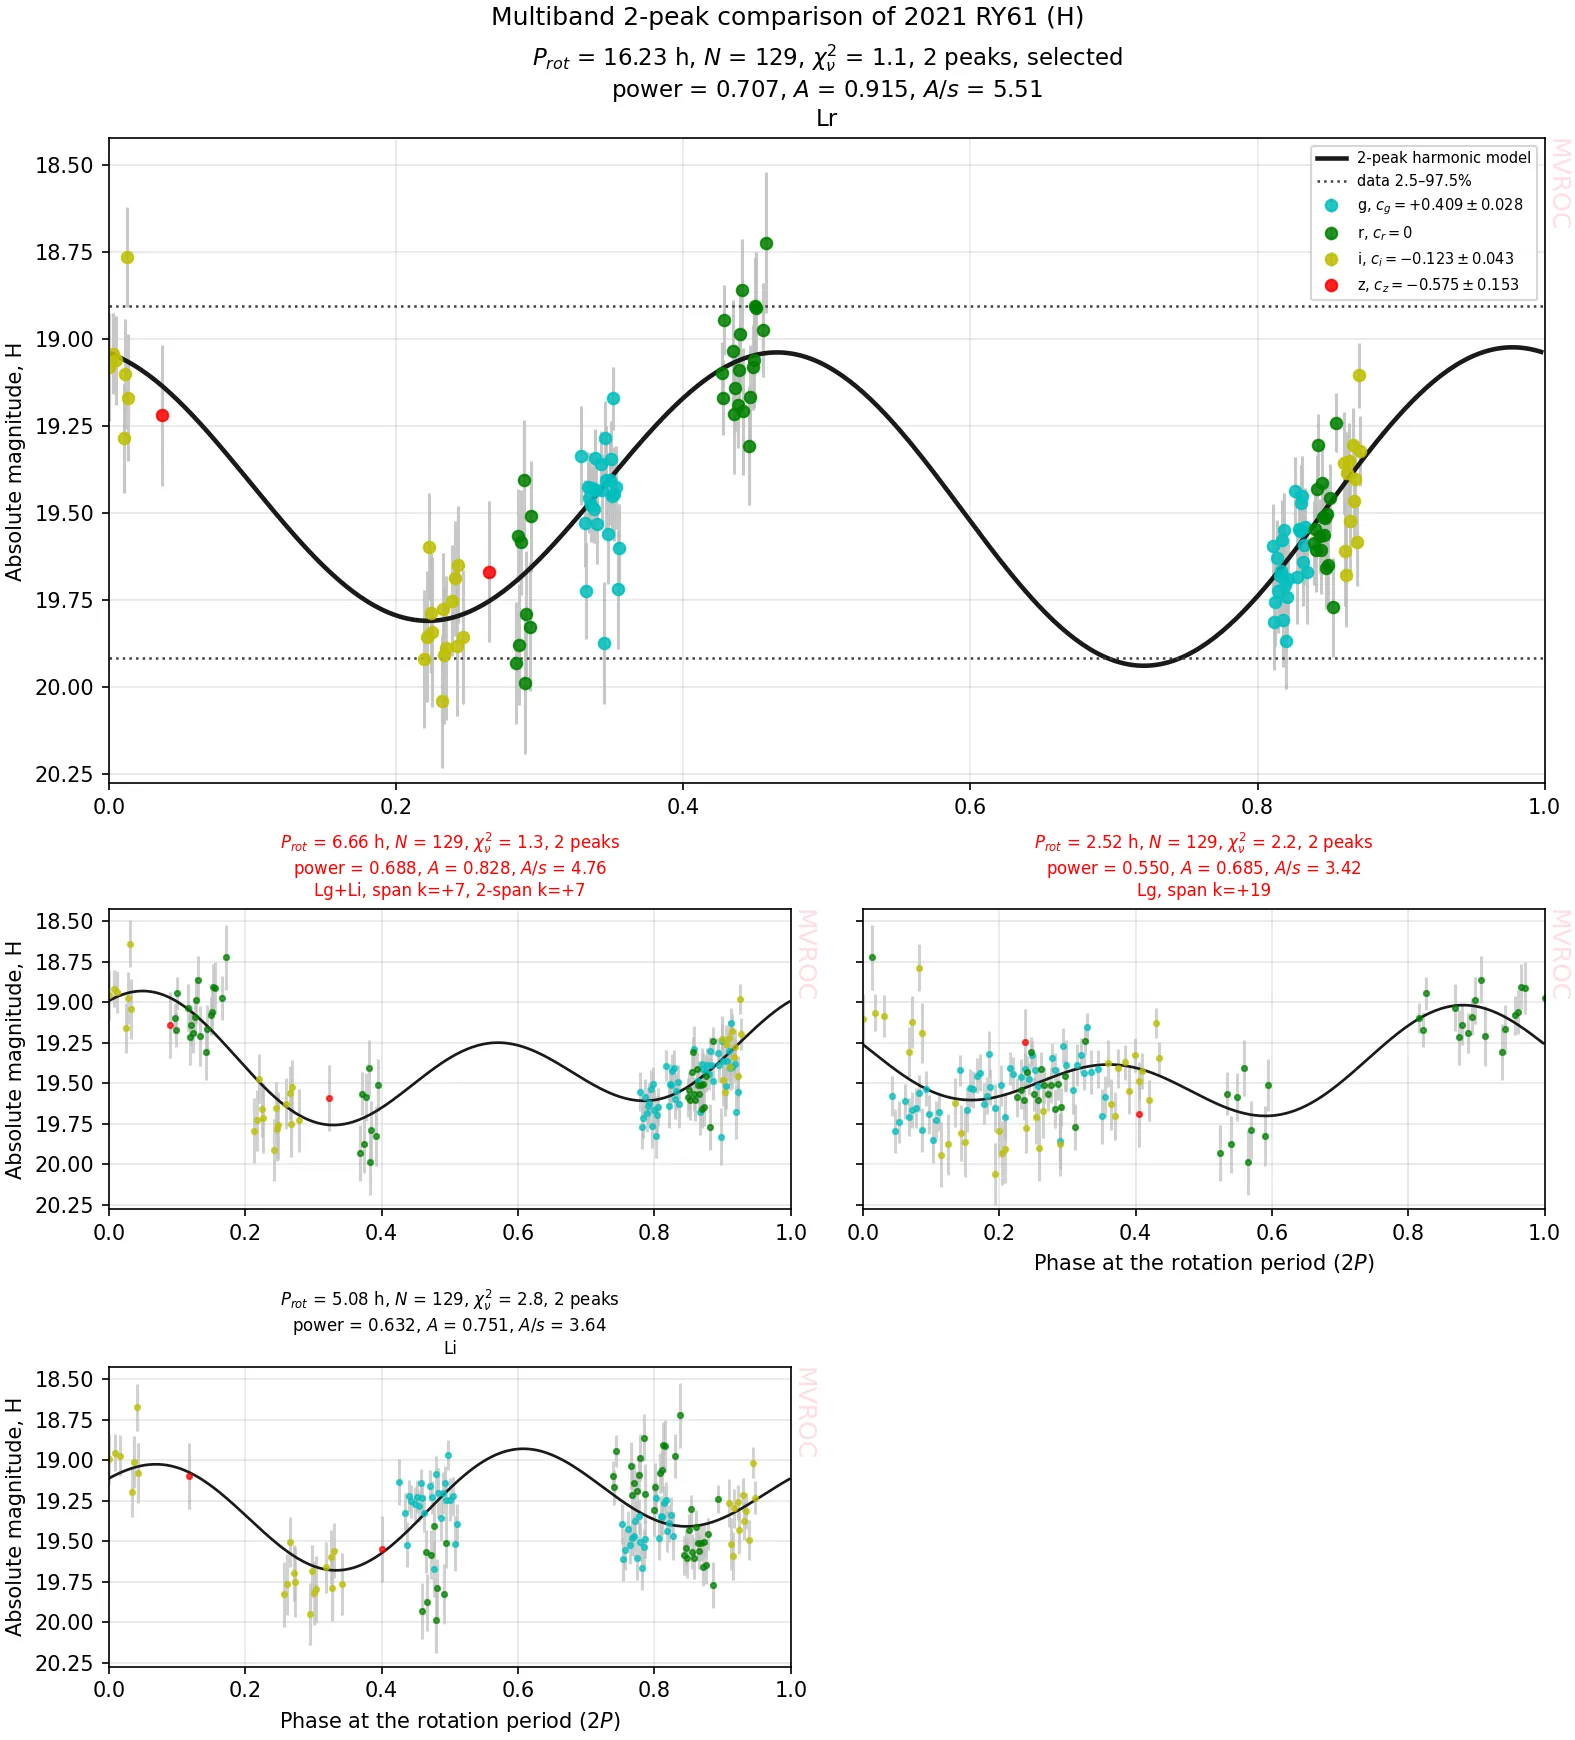 Multiband 2-peak comparison of 2021 RY61 (H)
P_rot = 16.23 h, N = 129, χ²_ν = 1.1, 2 peaks, selected
power = 0.707, A = 0.915, A/s = 5.51
Lr
18.50
18.75
19.00
19.25
19.50
19.75
20.00
20.25
Absolute magnitude, H
2-peak harmonic model
data 2.5–97.5%
g, c_g = +0.409 ± 0.028
r, c_r = 0
i, c_i = −0.123 ± 0.043
z, c_z = −0.575 ± 0.153
MVROC
0.0 0.2 0.4 0.6 0.8 1.0
P_rot = 6.66 h, N = 129, χ²_ν = 1.3, 2 peaks
power = 0.688, A = 0.828, A/s = 4.76
Lg+Li, span k=+7, 2-span k=+7
18.50
18.75
19.00
19.25
19.50
19.75
20.00
20.25
Absolute magnitude, H
MVROC
0.0 0.2 0.4 0.6 0.8 1.0
P_rot = 2.52 h, N = 129, χ²_ν = 2.2, 2 peaks
power = 0.550, A = 0.685, A/s = 3.42
Lg, span k=+19
MVROC
0.0 0.2 0.4 0.6 0.8 1.0
Phase at the rotation period (2P)
P_rot = 5.08 h, N = 129, χ²_ν = 2.8, 2 peaks
power = 0.632, A = 0.751, A/s = 3.64
Li
18.50
18.75
19.00
19.25
19.50
19.75
20.00
20.25
Absolute magnitude, H
MVROC
0.0 0.2 0.4 0.6 0.8 1.0
Phase at the rotation period (2P)